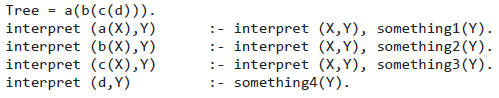 Tree = a(b(c(d))).
interpret (a(X),Y) :- interpret (X,Y), something1(Y).
interpret (b(X),Y) :- interpret (X,Y), something2(Y).
interpret (c(X),Y) :- interpret (X,Y), something3(Y).
interpret (d,Y) :- something4(Y).